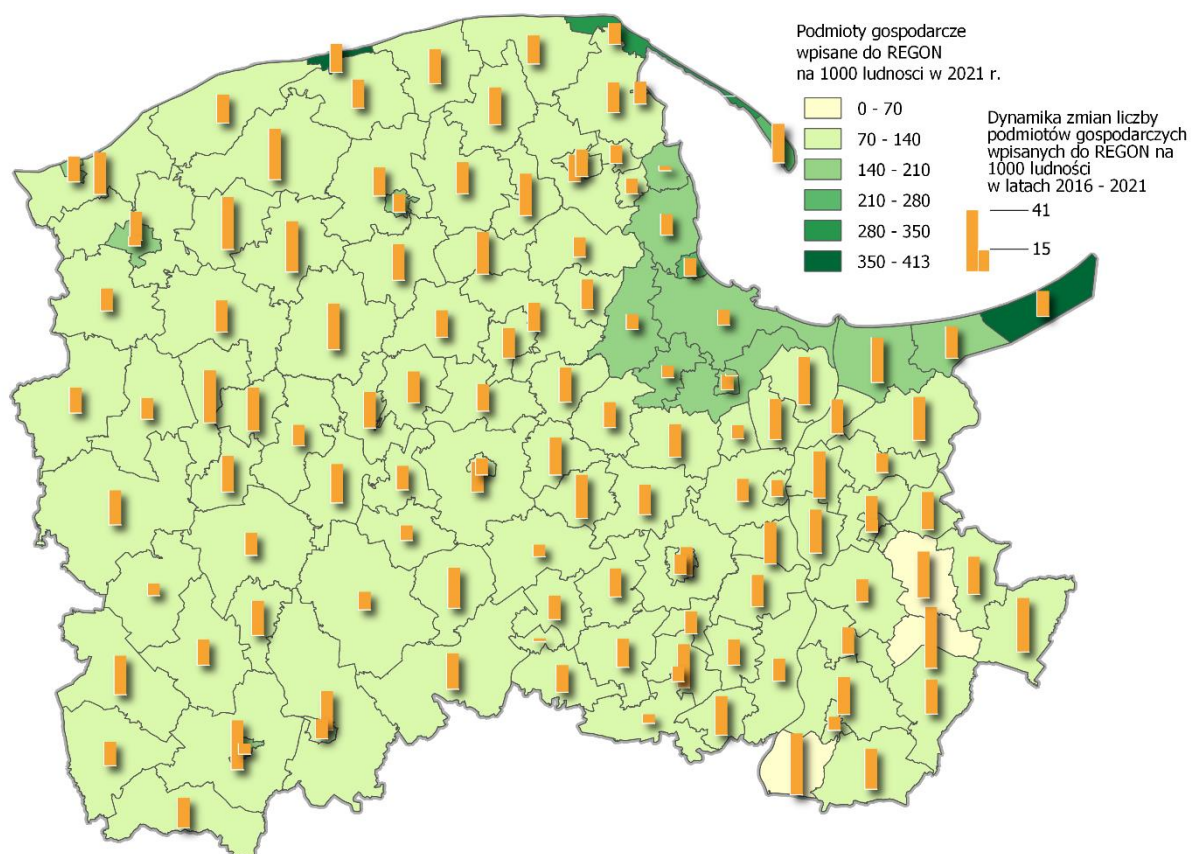 Podmioty gospodarcze
wpisane do REGON
na 1000 ludnosci w 2021 r.
0 - 70
70 - 140
140 - 210
210 - 280
280 - 350
350 - 413
Dynamika zmian liczby
podmiotów gospodarczych
wpisanych do REGON na
1000 ludności
w latach 2016 - 2021
41
15